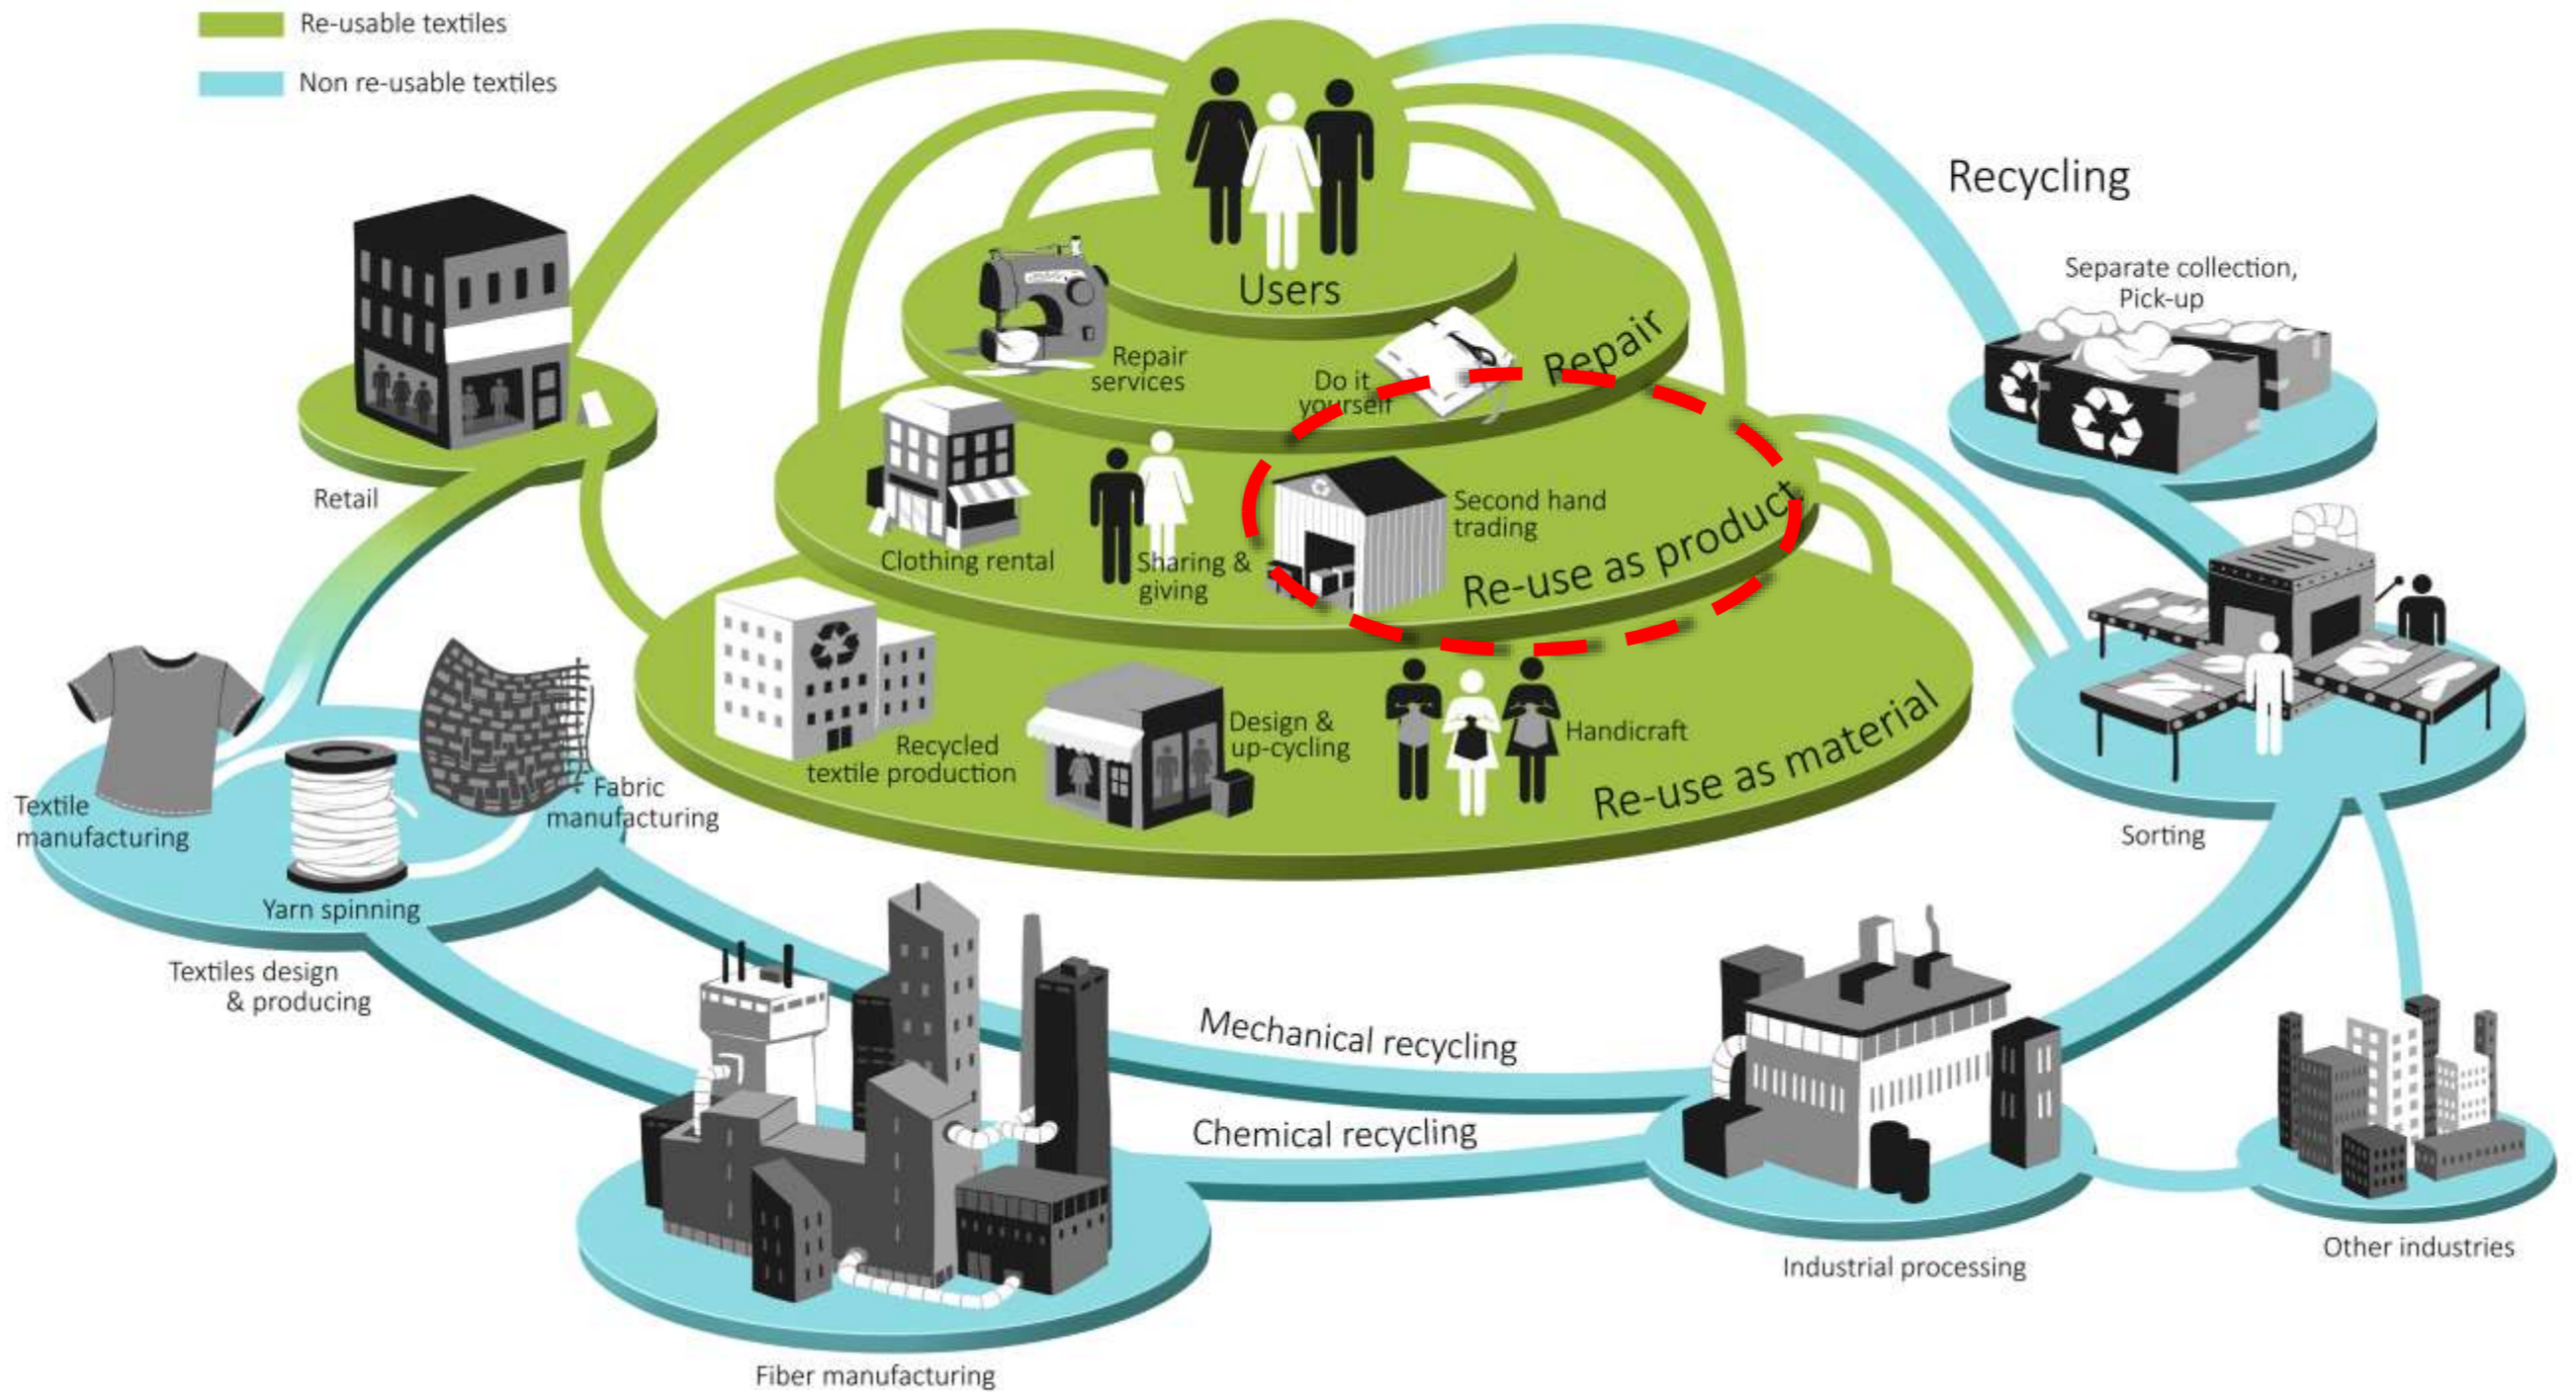 Re-usable textiles
Non re-usable textiles
Recycling
Separate collection,
Pick-up
Users
Repair
services
Do it
yourself
Repair
Retail
Clothing rental
Sharing &
giving
Second hand
trading
Re-use as product
Recycled
textile production
Design &
up-cycling
Handicraft
Re-use as material
Sorting
Textile
manufacturing
Fabric
manufacturing
Yarn spinning
Textiles design
& producing
Mechanical recycling
Chemical recycling
Industrial processing
Other industries
Fiber manufacturing